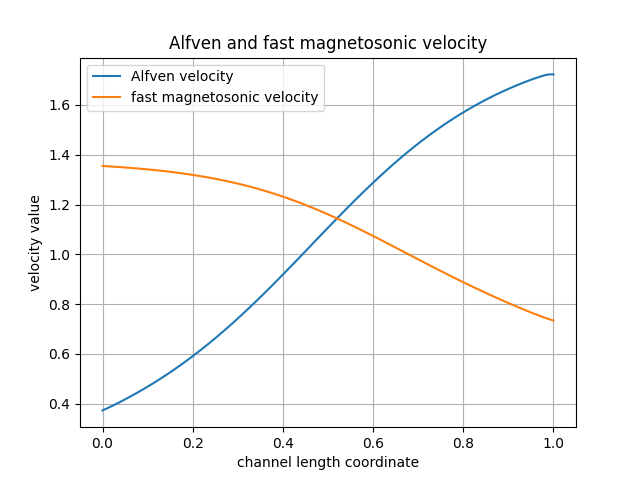 Alfven and fast magnetosonic velocity
Alfven velocity
fast magnetosonic velocity
velocity value
1.6
1.4
1.2
1.0
0.8
0.6
0.4
0.0 0.2 0.4 0.6 0.8 1.0
channel length coordinate